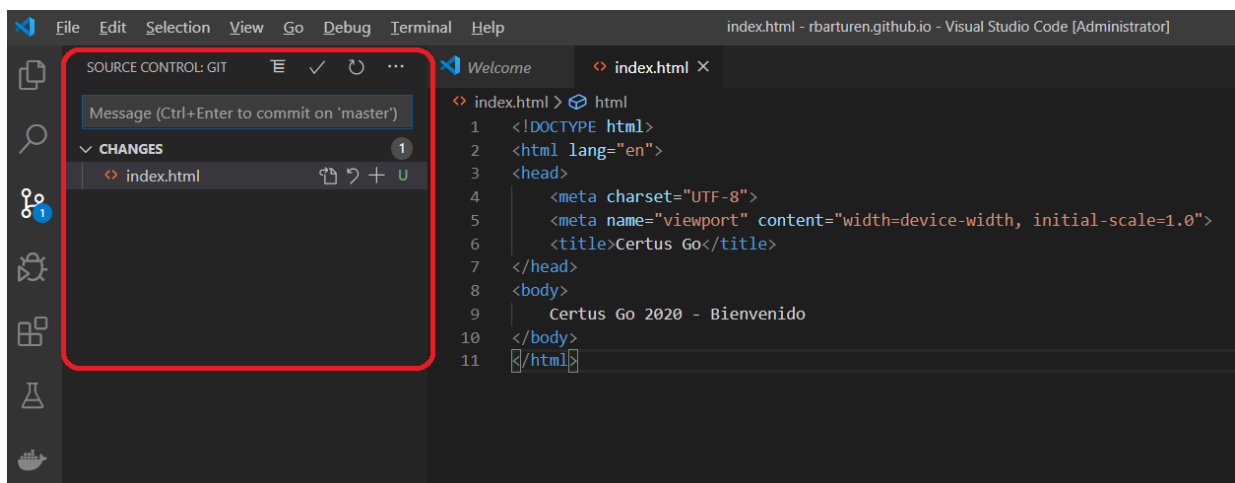 File Edit Selection View Go Debug Terminal Help index.html - rbarturen.github.io - Visual Studio Code [Administrator]
SOURCE CONTROL: GIT
Message (Ctrl+Enter to commit on 'master')
CHANGES 1
index.html U
1
Welcome index.html
index.html > html
1 <!DOCTYPE html>
2 <html lang="en">
3 <head>
4 <meta charset="UTF-8">
5 <meta name="viewport" content="width=device-width, initial-scale=1.0">
6 <title>Certus Go</title>
7 </head>
8 <body>
9 Certus Go 2020 - Bienvenido
10 </body>
11 </html>